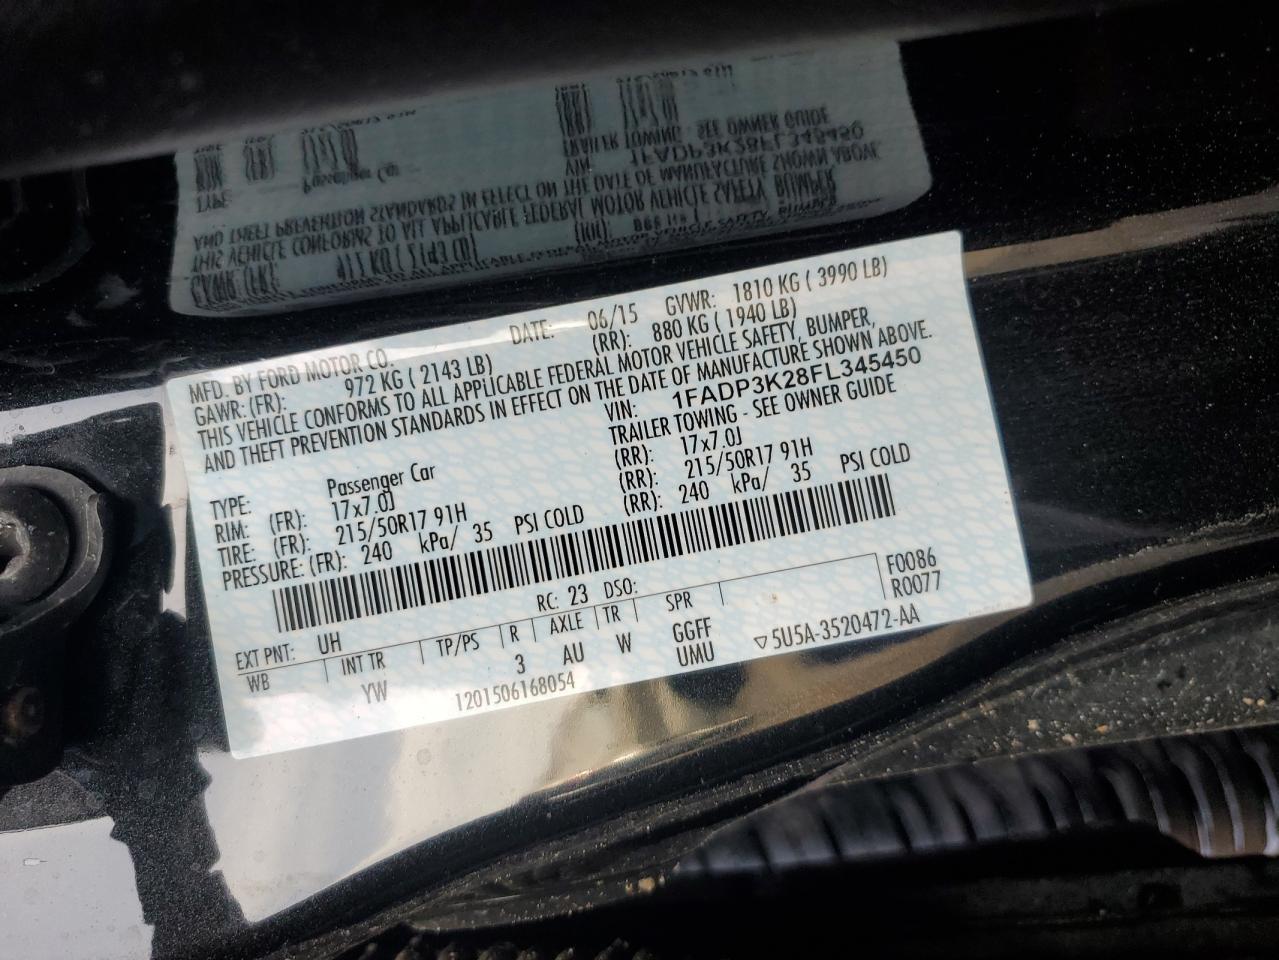 MFD. BY FORD MOTOR CO. DATE: 06/15 GVWR: 1810 KG ( 3990 LB)
GAWR: (FR): 972 KG ( 2143 LB) (RR): 880 KG ( 1940 LB)
THIS VEHICLE CONFORMS TO ALL APPLICABLE FEDERAL MOTOR VEHICLE SAFETY, BUMPER,
AND THEFT PREVENTION STANDARDS IN EFFECT ON THE DATE OF MANUFACTURE SHOWN ABOVE.
VIN: 1FADP3K28FL345450
TYPE: Passenger Car TRAILER TOWING - SEE OWNER GUIDE
RIM: (FR): 17x7.0J (RR): 17x7.0J
TIRE: (FR): 215/50R17 91H (RR): 215/50R17 91H
PRESSURE: (FR): 240 kPa/ 35 PSI COLD (RR): 240 kPa/ 35 PSI COLD
EXT PNT: UH RC: 23 DSO: F0086
WB INT TR TP/PS R AXLE TR SPR R0077
YW 3 AU W GGFF
1201506168054 UMU ▽5U5A-3520472-AA